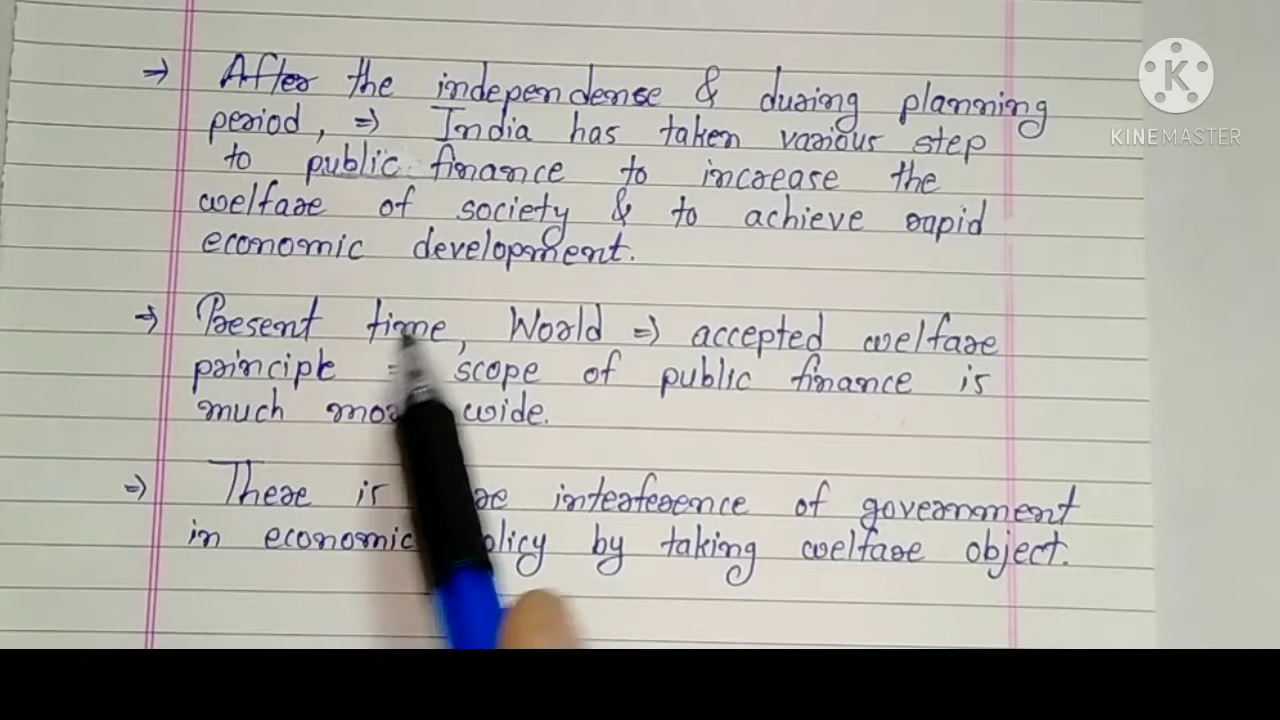 ⇒ After the independense & during planning
period, ⇒ India has taken various step
to public finance to increase the
welfare of society & to achieve rapid
economic development.
⇒ Present time, World ⇒ accepted welfare
principle scope of public finance is
much wide.
⇒ There is interference of government
in economic by taking welfare object.
K
KINEMASTER